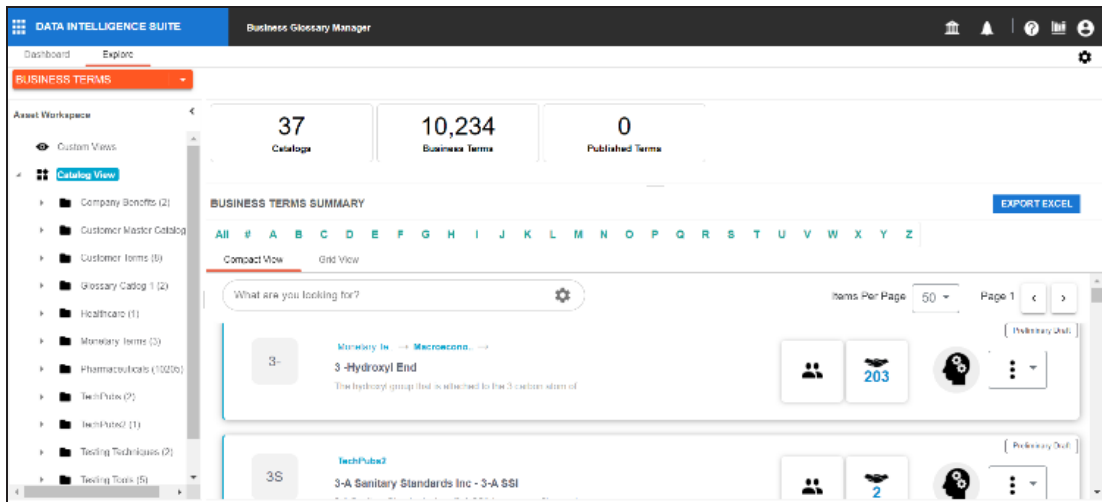 DATA INTELLIGENCE SUITE
Business Glossary Manager
Dashboard Explore
BUSINESS TERMS
Asset Workspace
37
Catalogs
10,234
Business Terms
0
Published Terms
Custom Views
Catalog View
Company Benefits (2)
Customer Master Catalog
Customer Terms (6)
Glossary Catlog 1 (2)
Healthcare (1)
Monetary Terms (3)
Pharmaceuticals (10205)
TechPubs (2)
TechPubs2 (1)
Testing Techniques (2)
Testing Tools (5)
BUSINESS TERMS SUMMARY
EXPORT EXCEL
All # A B C D E F G H I J K L M N O P Q R S T U V W X Y Z
Compact View Grid View
What are you looking for?
Items Per Page 50 Page 1
Preliminary Draft
3-
Monetary Te.. → Macroecono.. →
3 -Hydroxyl End
The hydroxyl group that is attached to the 3 carbon atom of
203
Preliminary Draft
3S
TechPubs2
3-A Sanitary Standards Inc - 3-A SSI
2